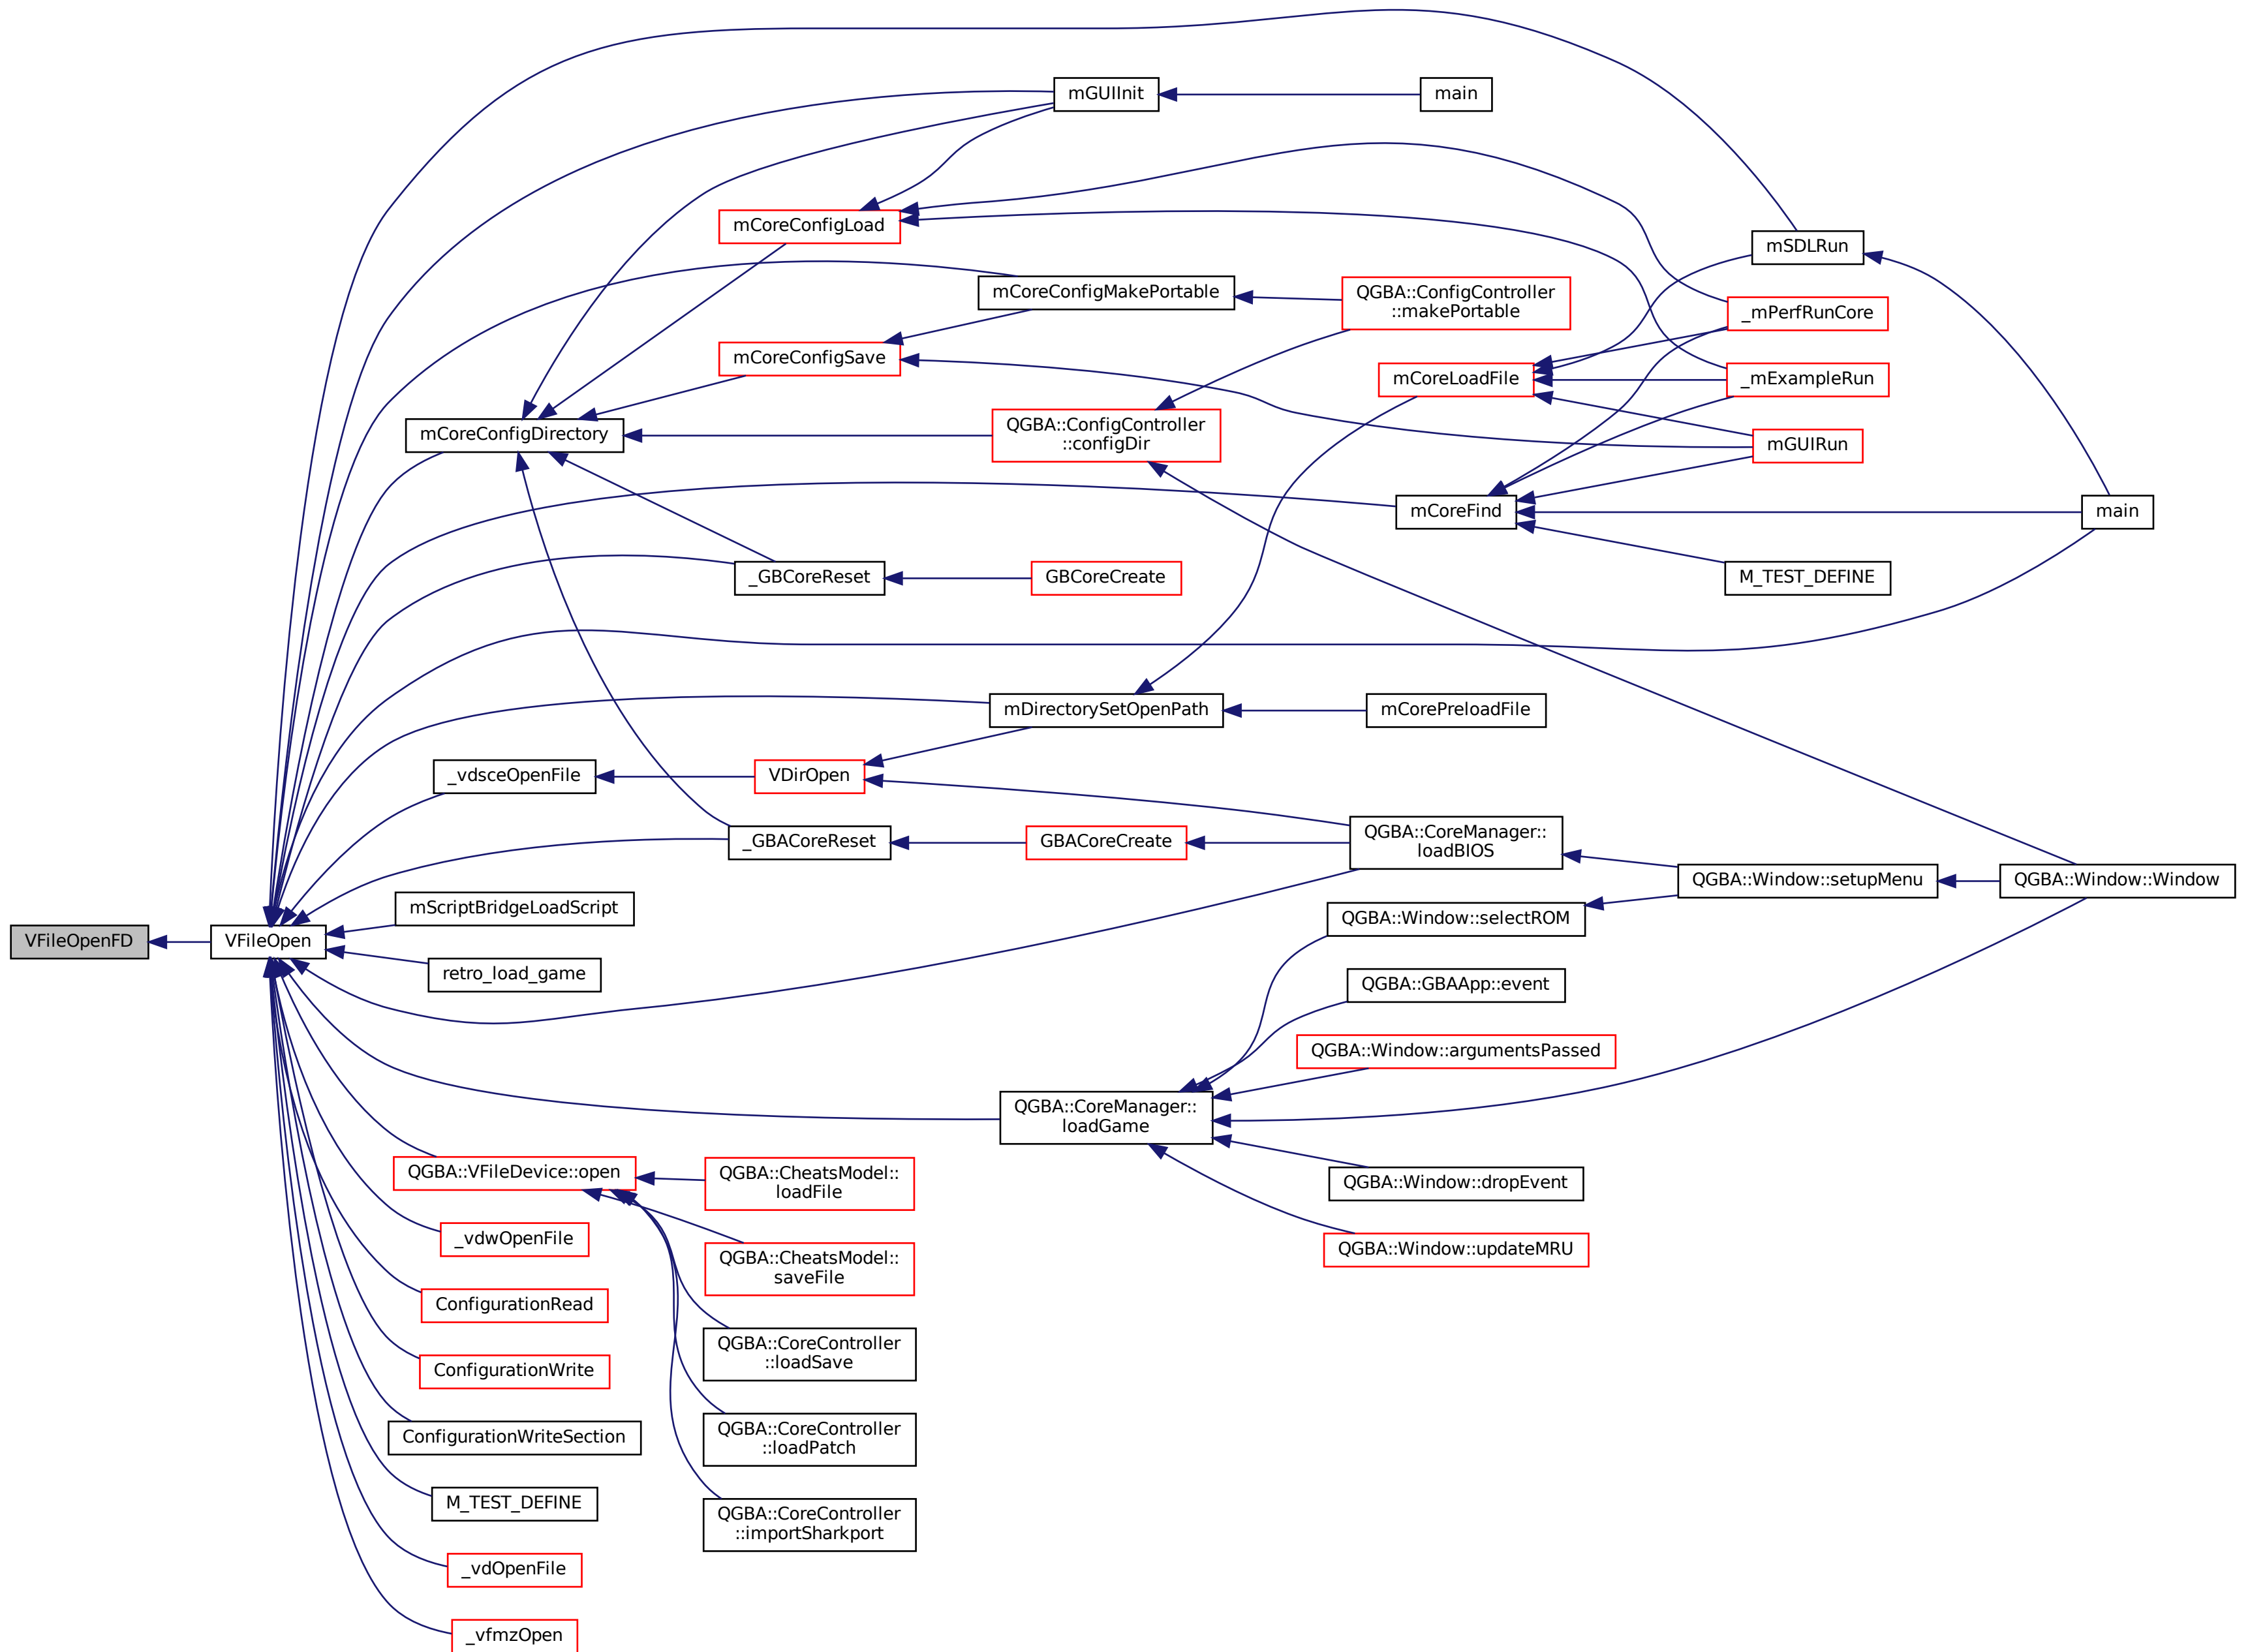 mGUIInit
main
mCoreConfigLoad
mSDLRun
mCoreConfigMakePortable
QGBA::ConfigController
::makePortable
_mPerfRunCore
mCoreConfigSave
mCoreLoadFile
_mExampleRun
mCoreConfigDirectory
QGBA::ConfigController
::configDir
mGUIRun
mCoreFind
main
_GBCoreReset
GBCoreCreate
M_TEST_DEFINE
mDirectorySetOpenPath
mCorePreloadFile
_vdsceOpenFile
VDirOpen
_GBACoreReset
GBACoreCreate
QGBA::CoreManager::
loadBIOS
QGBA::Window::setupMenu
QGBA::Window::Window
mScriptBridgeLoadScript
QGBA::Window::selectROM
VFileOpenFD
VFileOpen
retro_load_game
QGBA::GBAApp::event
QGBA::Window::argumentsPassed
QGBA::CoreManager::
loadGame
QGBA::VFileDevice::open
QGBA::CheatsModel::
loadFile
QGBA::Window::dropEvent
_vdwOpenFile
QGBA::CheatsModel::
saveFile
QGBA::Window::updateMRU
ConfigurationRead
QGBA::CoreController
::loadSave
ConfigurationWrite
ConfigurationWriteSection
QGBA::CoreController
::loadPatch
M_TEST_DEFINE
QGBA::CoreController
::importSharkport
_vdOpenFile
_vfmzOpen